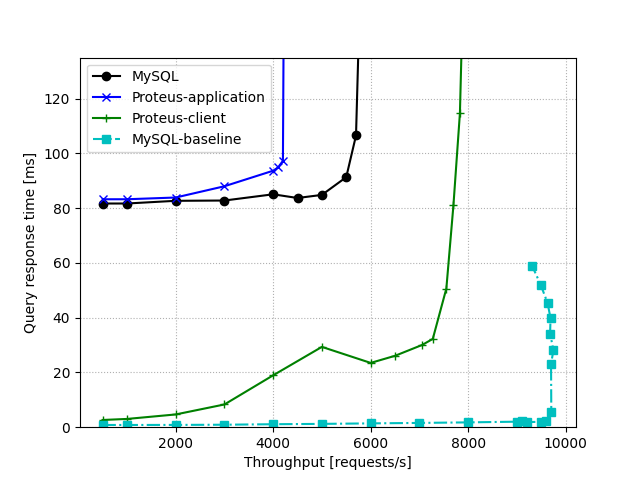 MySQL
Proteus-application
Proteus-client
MySQL-baseline
120
100
80
60
40
20
0
2000 4000 6000 8000 10000
Throughput [requests/s]
Query response time [ms]